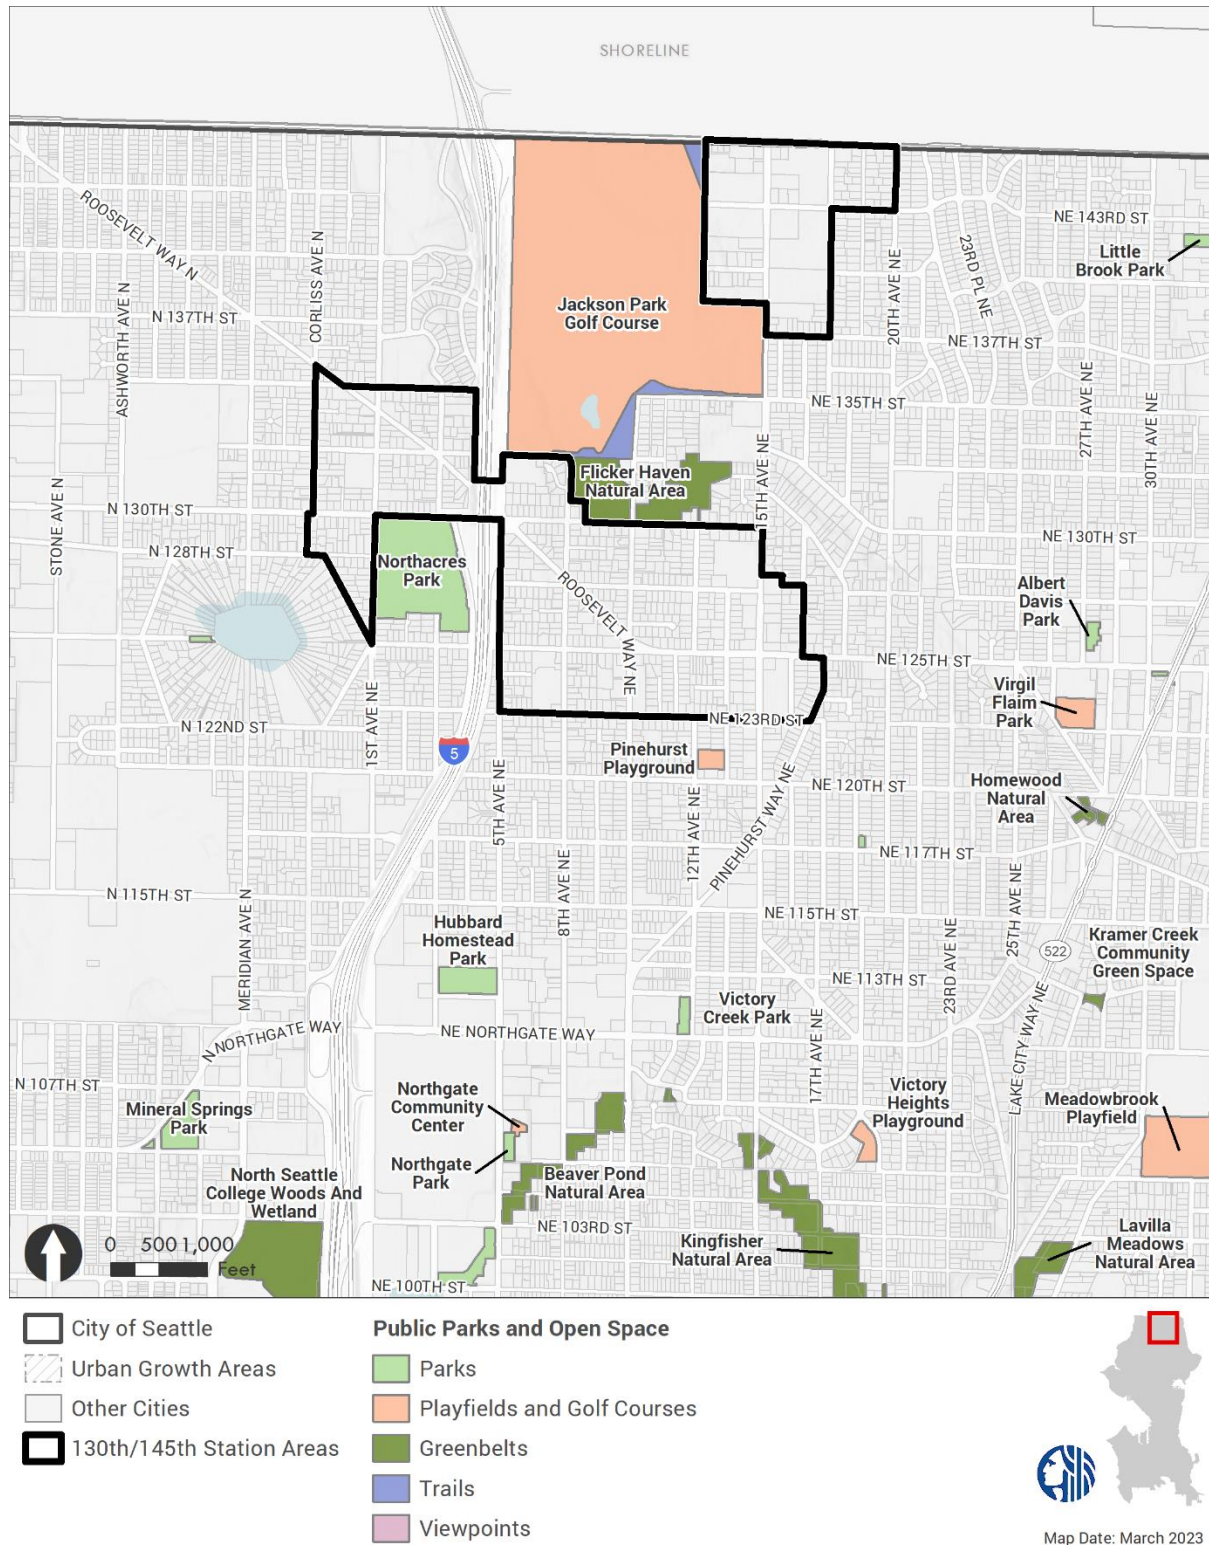 SHORELINE
ROOSEVELT WAY N
CORLISS AVE N
NE 143RD ST
Little
Brook Park
23RD PL NE
20TH AVE NE
ASHWORTH AVE N
N 137TH ST
Jackson Park
Golf Course
NE 137TH ST
NE 135TH ST
27TH AVE NE
30TH AVE NE
15TH AVE NE
Flicker Haven
Natural Area
STONE AVE N
N 130TH ST
N 128TH ST
NE 130TH ST
Northacres
Park
ROOSEVELT WAY NE
Albert
Davis
Park
NE 125TH ST
Virgil
Flaim
Park
N 122ND ST
1ST AVE NE
NE 123RD ST
5
Pinehurst
Playground
5TH AVE NE
NE 120TH ST
Homewood
Natural
Area
12TH AVE NE
PINEHURST WAY NE
NE 117TH ST
N 115TH ST
8TH AVE NE
NE 115TH ST
25TH AVE NE
MERIDIAN AVE N
Hubbard
Homestead
Park
23RD AVE NE
522
Kramer Creek
Community
Green Space
NE 113TH ST
Victory
Creek Park
N NORTHGATE WAY
NE NORTHGATE WAY
17TH AVE NE
LAKE CITY WAY NE
N 107TH ST
Mineral Springs
Park
Northgate
Community
Center
Victory
Heights
Playground
Meadowbrook
Playfield
Northgate
Park
Beaver Pond
Natural Area
North Seattle
College Woods And
Wetland
NE 103RD ST
Kingfisher
Natural Area
Lavilla
Meadows
Natural Area
0 500 1,000
Feet
NE 100TH ST
City of Seattle
Urban Growth Areas
Other Cities
130th/145th Station Areas
Public Parks and Open Space
Parks
Playfields and Golf Courses
Greenbelts
Trails
Viewpoints
Map Date: March 2023